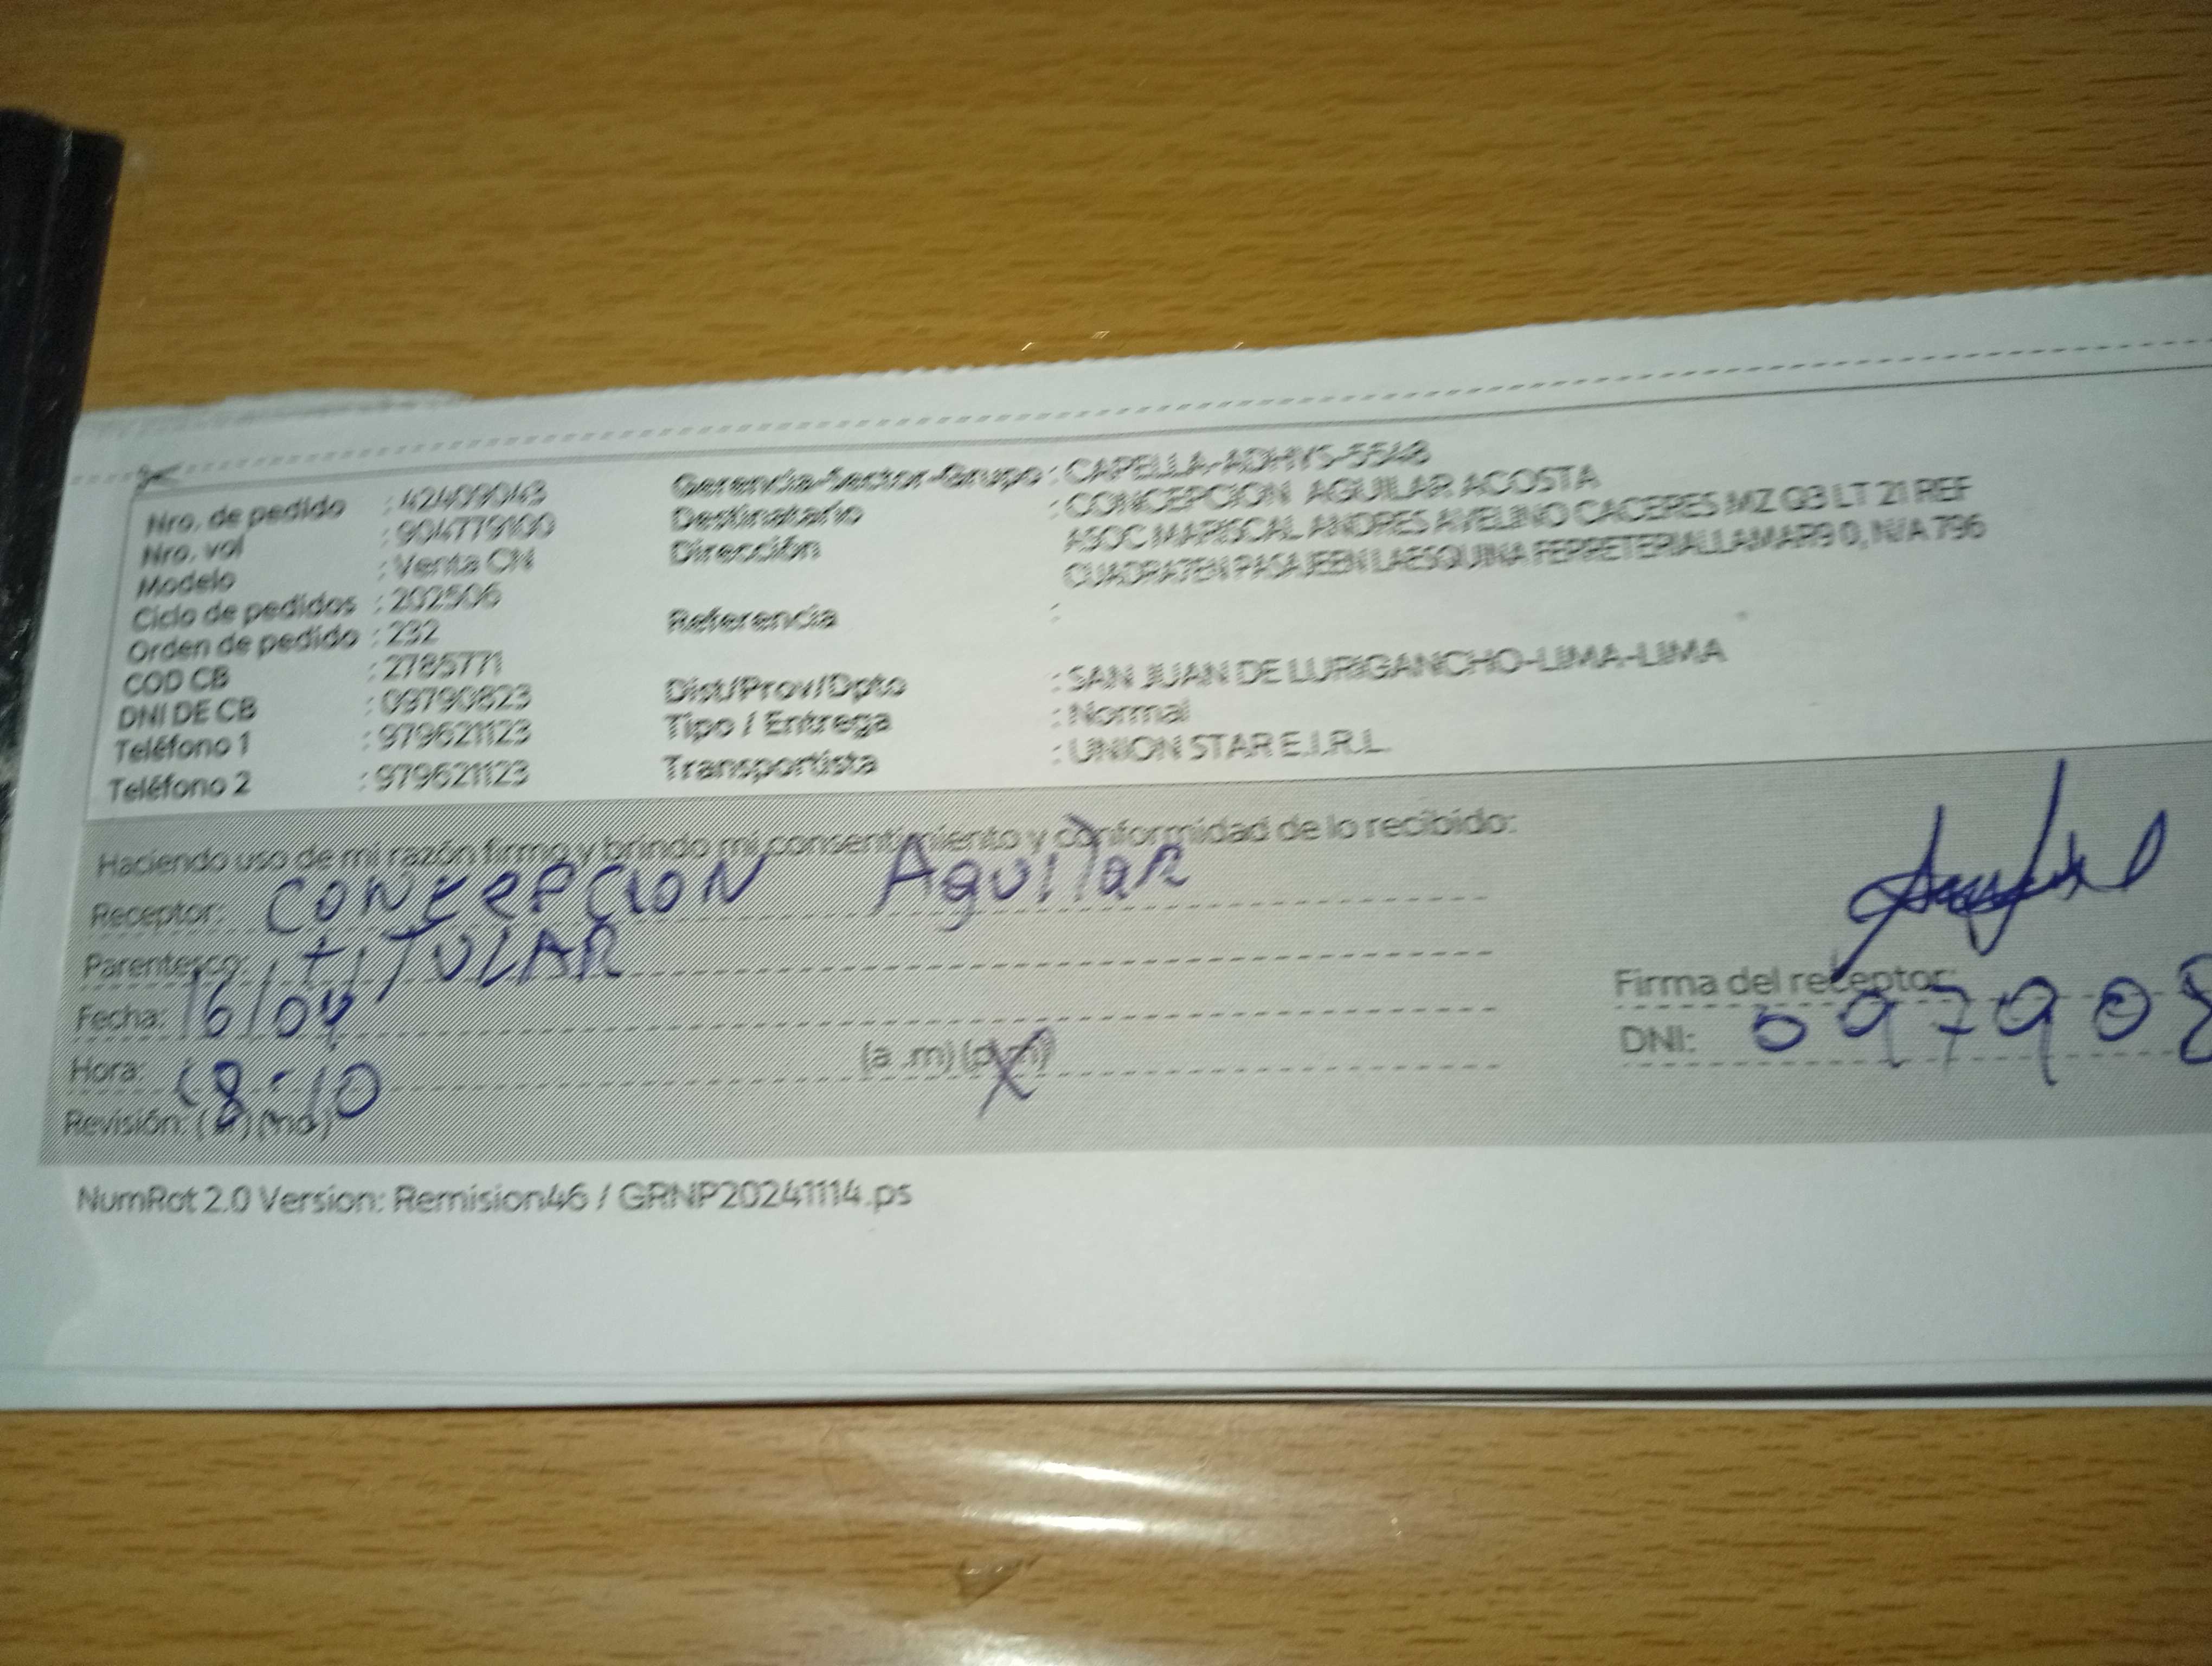 Nro. de pedido : 42409043 Gerencia-Sector-Grupo : CAPELLA-ADHVS-5548
Nro. vol : 904779100 Destinatario : CONCEPCION AGUILAR ACOSTA
Modelo : Venta CN Dirección ASOC MARISCAL ANDRES AVELINO CACERES MZ Q3 LT 21 REF
CUADRA7EN PASAJEEN LAESQUINA FERRETERIALLAMAR9 0, N/A 796
Ciclo de pedidos : 202506
Orden de pedido : 232 Referencia :
COD CB : 2785771
DNI DE CB : 09790823 Dist/Prov/Dpto : SAN JUAN DE LURIGANCHO-LIMA-LIMA
Teléfono 1 : 979621123 Tipo / Entrega : Normal
Teléfono 2 : 979621123 Transportista : UNION STAR E.I.R.L.
Haciendo uso de mi razón firmo y brindo mi consentimiento y conformidad de lo recibido:
Receptor: CONCEPCION AguilaR
Parentesco: TITULAR
Fecha: 16/04/ Firma del receptor:
Hora: 18:10 (a .m) (p.m) DNI: 097908
Revisión: (si) (no)
NumRot 2.0 Version: Remision46 / GRNP20241114.ps